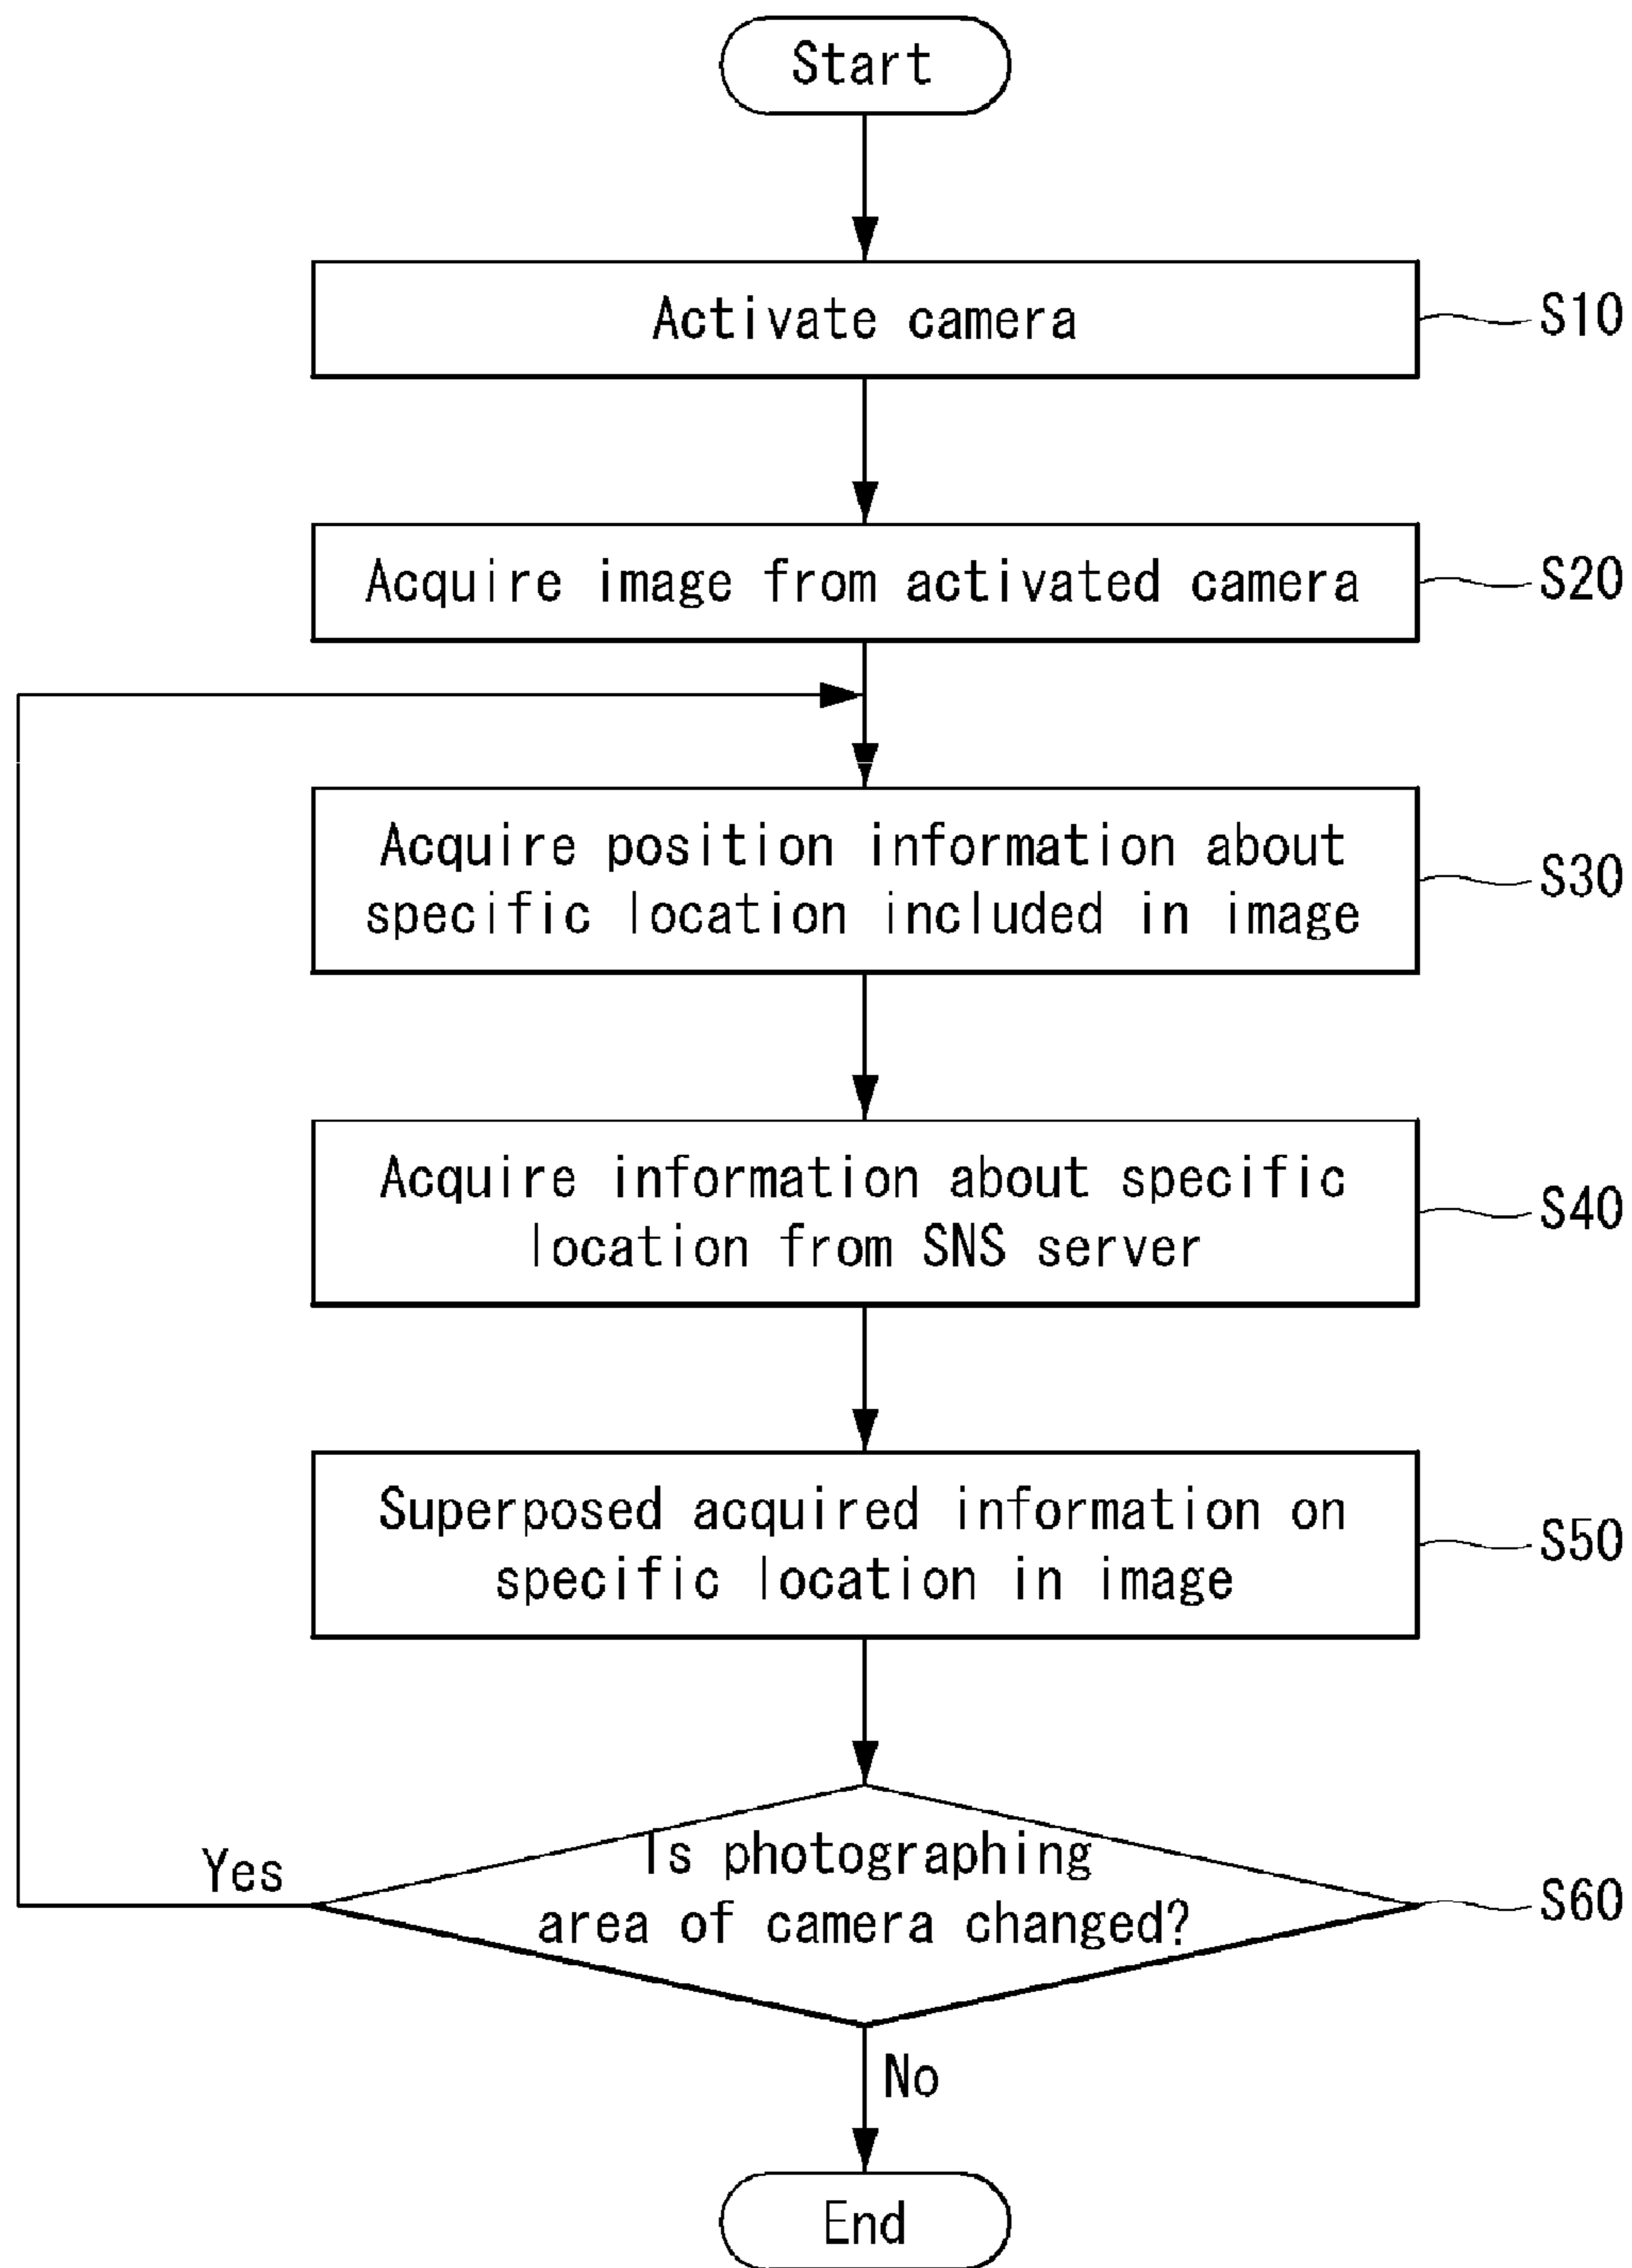 Start
Activate camera
S10
Acquire image from activated camera
S20
Acquire position information about
specific location included in image
S30
Acquire information about specific
location from SNS server
S40
Superposed acquired information on
specific location in image
S50
Is photographing
area of camera changed?
S60
Yes
No
End